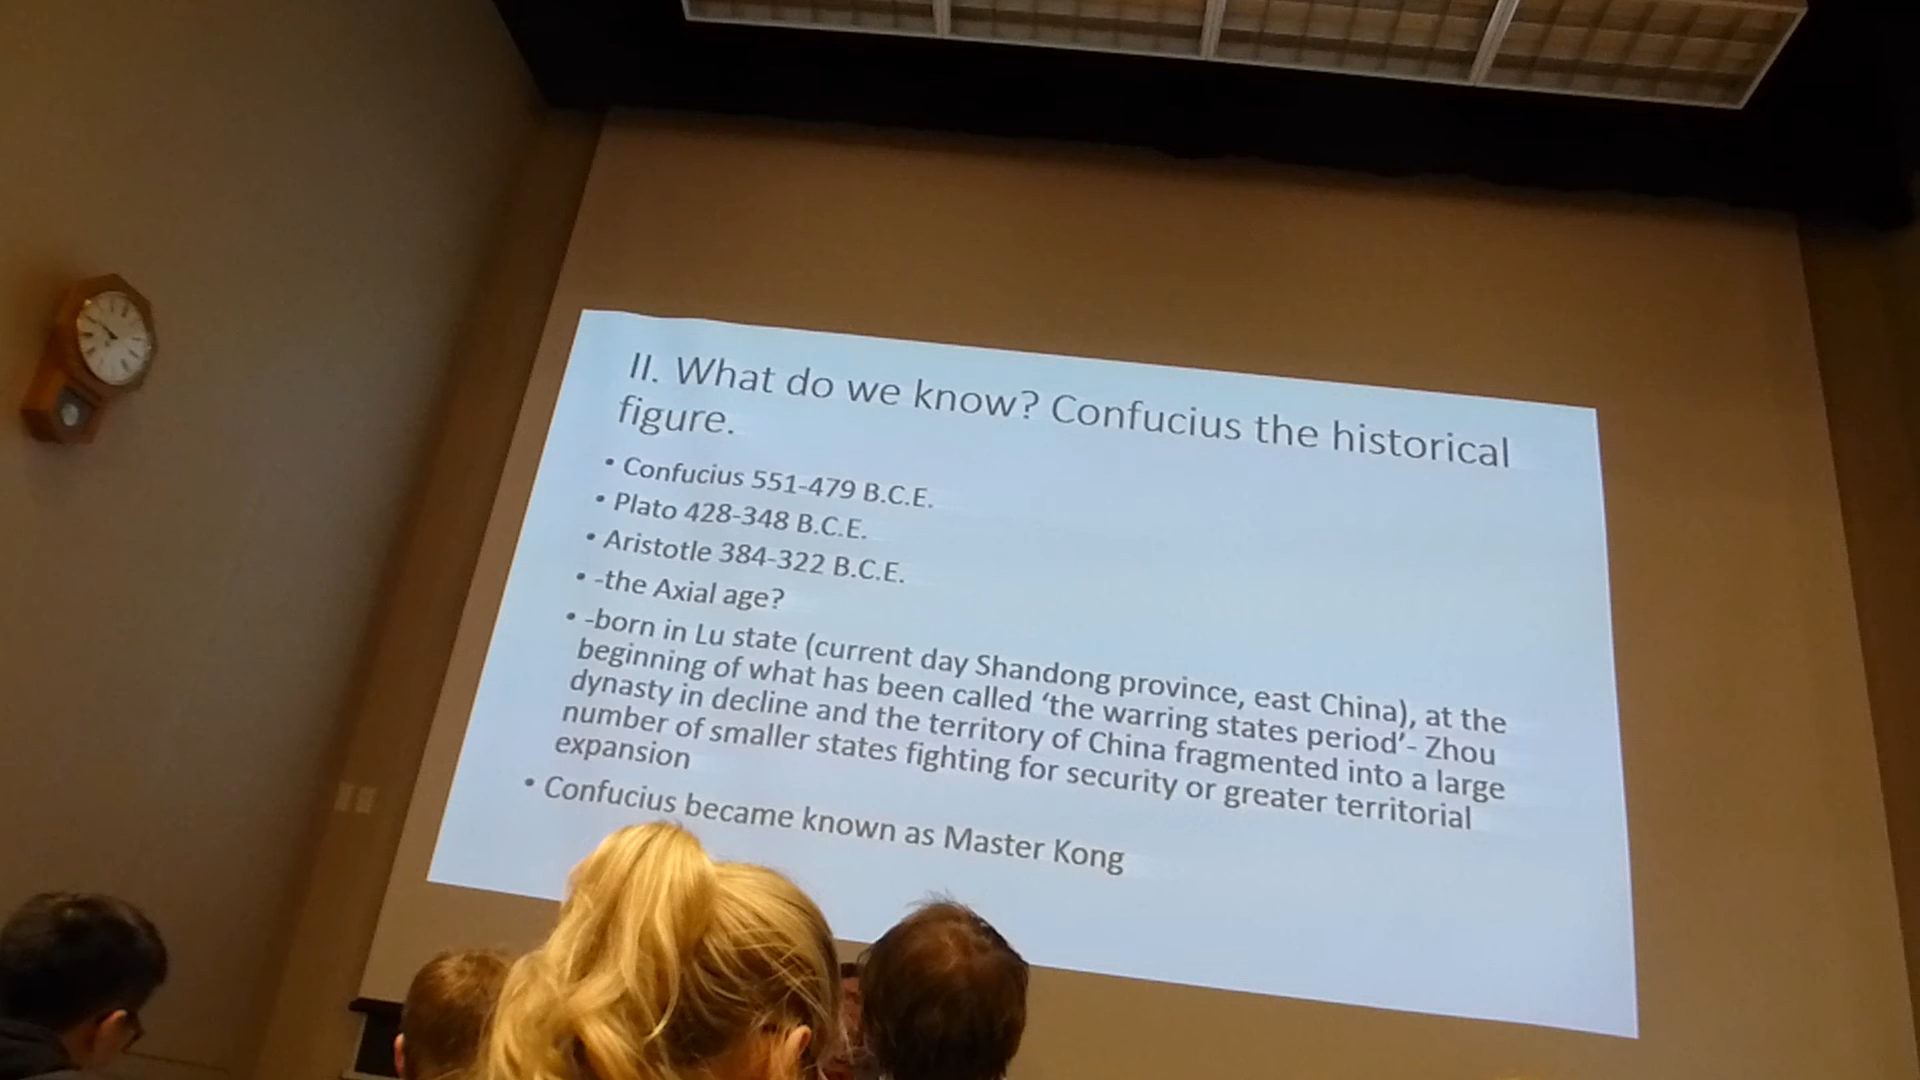 II. What do we know? Confucius the historical
figure.
• Confucius 551-479 B.C.E.
• Plato 428-348 B.C.E.
• Aristotle 384-322 B.C.E.
• -the Axial age?
• -born in Lu state (current day Shandong province, east China), at the
beginning of what has been called ‘the warring states period’- Zhou
dynasty in decline and the territory of China fragmented into a large
number of smaller states fighting for security or greater territorial
expansion
• Confucius became known as Master Kong